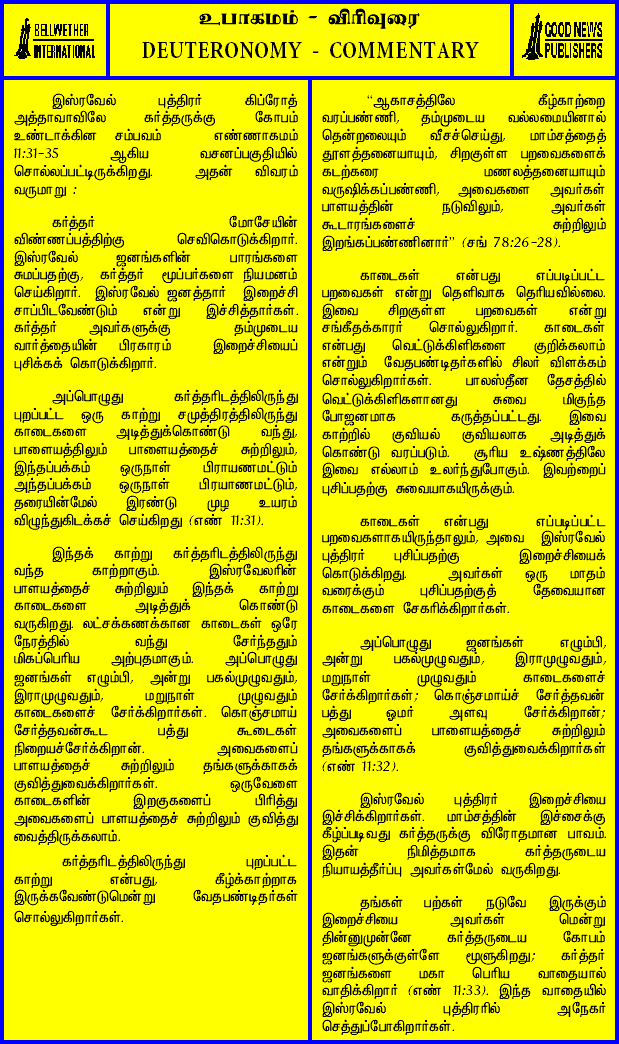 BELLWETHER
INTERNATIONAL
உபாகமம் - விரிவுரை
DEUTERONOMY - COMMENTARY
GOOD NEWS
PUBLISHERS
இஸ்ரவேல் புத்திரர் கிப்ரோத்
அத்தாவாவிலே கர்த்தருக்கு கோபம்
உண்டாக்கின சம்பவம் எண்ணாகமம்
11:31-35 ஆகிய வசனப்பகுதியில்
சொல்லப்பட்டிருக்கிறது. அதன் விவரம்
வருமாறு :
கர்த்தர் மோசேயின்
விண்ணப்பத்திற்கு செவிகொடுக்கிறார்.
இஸ்ரவேல் ஜனங்களின் பாரங்களை
சுமப்பதற்கு, கர்த்தர் மூப்பர்களை நியமனம்
செய்கிறார். இஸ்ரவேல் ஜனத்தார் இறைச்சி
சாப்பிடவேண்டும் என்று இச்சித்தார்கள்.
கர்த்தர் அவர்களுக்கு தம்முடைய
வார்த்தையின் பிரகாரம் இறைச்சியைப்
புசிக்கக் கொடுக்கிறார்.
அப்பொழுது கர்த்தரிடத்திலிருந்து
புறப்பட்ட ஒரு காற்று சமுத்திரத்திலிருந்து
காடைகளை அடித்துக்கொண்டு வந்து,
பாளையத்திலும் பாளையத்தைச் சுற்றிலும்,
இந்தப்பக்கம் ஒருநாள் பிராயணமட்டும்
அந்தப்பக்கம் ஒருநாள் பிரயாணமட்டும்,
தரையின்மேல் இரண்டு முழ உயரம்
விழுந்துகிடக்கச் செய்கிறது (எண் 11:31).
இந்தக் காற்று கர்த்தரிடத்திலிருந்து
வந்த காற்றாகும். இஸ்ரவேலரின்
பாளயத்தைச் சுற்றிலும் இந்தக் காற்று
காடைகளை அடித்துக் கொண்டு
வருகிறது. லட்சக்கணக்கான காடைகள் ஒரே
நேரத்தில் வந்து சேர்ந்ததும்
மிகப்பெரிய அற்புதமாகும். அப்பொழுது
ஜனங்கள் எழும்பி, அன்று பகல்முழுவதும்,
இராமுழுவதும், மறுநாள் முழுவதும்
காடைகளைச் சேர்க்கிறார்கள். கொஞ்சமாய்
சேர்த்தவன்கூட பத்து கூடைகள்
நிறையச்சேர்க்கிறான். அவைகளைப்
பாளயத்தைச் சுற்றிலும் தங்களுக்காகக்
குவித்துவைக்கிறார்கள். ஒருவேளை
காடைகளின் இறகுகளைப் பிரித்து
அவைகளைப் பாளயத்தைச் சுற்றிலும் குவித்து
வைத்திருக்கலாம்.
கர்த்தரிடத்திலிருந்து புறப்பட்ட
காற்று என்பது, கீழ்க்காற்றாக
இருக்கவேண்டுமென்று வேதபண்டிதர்கள்
சொல்லுகிறார்கள்.
“ஆகாசத்திலே கீழ்காற்றை
வரப்பண்ணி, தம்முடைய வல்லமையினால்
தென்றலையும் வீசச்செய்து, மாம்சத்தைத்
தூளத்தனையாயும், சிறகுள்ள பறவைகளைக்
கடற்கரை மணலத்தனையாயும்
வருஷிக்கப்பண்ணி, அவைகளை அவர்கள்
பாளயத்தின் நடுவிலும், அவர்கள்
கூடாரங்களைச் சுற்றிலும்
இறங்கப்பண்ணினார்” (சங் 78:26-28).
காடைகள் என்பது எப்படிப்பட்ட
பறவைகள் என்று தெளிவாக தெரியவில்லை.
இவை சிறகுள்ள பறவைகள் என்று
சங்கீதக்காரர் சொல்லுகிறார். காடைகள்
என்பது வெட்டுக்கிளிகளை குறிக்கலாம்
என்றும் வேதபண்டிதர்களில் சிலர் விளக்கம்
சொல்லுகிறார்கள். பாலஸ்தீன தேசத்தில்
வெட்டுக்கிளிகளானது சுவை மிகுந்த
போஜனமாக கருத்தப்பட்டது. இவை
காற்றில் குவியல் குவியலாக அடித்துக்
கொண்டு வரப்படும். சூரிய உஷ்ணத்திலே
இவை எல்லாம் உலர்ந்துபோகும். இவற்றைப்
புசிப்பதற்கு சுவையாகயிருக்கும்.
காடைகள் என்பது எப்படிப்பட்ட
பறவைகளாகயிருந்தாலும், அவை இஸ்ரவேல்
புத்திரர் புசிப்பதற்கு இறைச்சியைக்
கொடுக்கிறது. அவர்கள் ஒரு மாதம்
வரைக்கும் புசிப்பதற்குத் தேவையான
காடைகளை சேகரிக்கிறார்கள்.
அப்பொழுது ஜனங்கள் எழும்பி,
அன்று பகல்முழுவதும், இராமுழுவதும்,
மறுநாள் முழுவதும் காடைகளைச்
சேர்க்கிறார்கள்; கொஞ்சமாய்ச் சேர்த்தவன்
பத்து ஒமர் அளவு சேர்க்கிறான்;
அவைகளைப் பாளையத்தைச் சுற்றிலும்
தங்களுக்காகக் குவித்துவைக்கிறார்கள்
(எண் 11:32).
இஸ்ரவேல் புத்திரர் இறைச்சியை
இச்சிக்கிறார்கள். மாம்சத்தின் இச்சைக்கு
கீழ்ப்படிவது கர்த்தருக்கு விரோதமான பாவம்.
இதன் நிமித்தமாக கர்த்தருடைய
நியாயத்தீர்ப்பு அவர்கள்மேல் வருகிறது.
தங்கள் பற்கள் நடுவே இருக்கும்
இறைச்சியை அவர்கள் மென்று
தின்னுமுன்னே கர்த்தருடைய கோபம்
ஜனங்களுக்குள்ளே மூளுகிறது; கர்த்தர்
ஜனங்களை மகா பெரிய வாதையால்
வாதிக்கிறார் (எண் 11:33). இந்த வாதையில்
இஸ்ரவேல் புத்திரரில் அநேகர்
செத்துப்போகிறார்கள்.